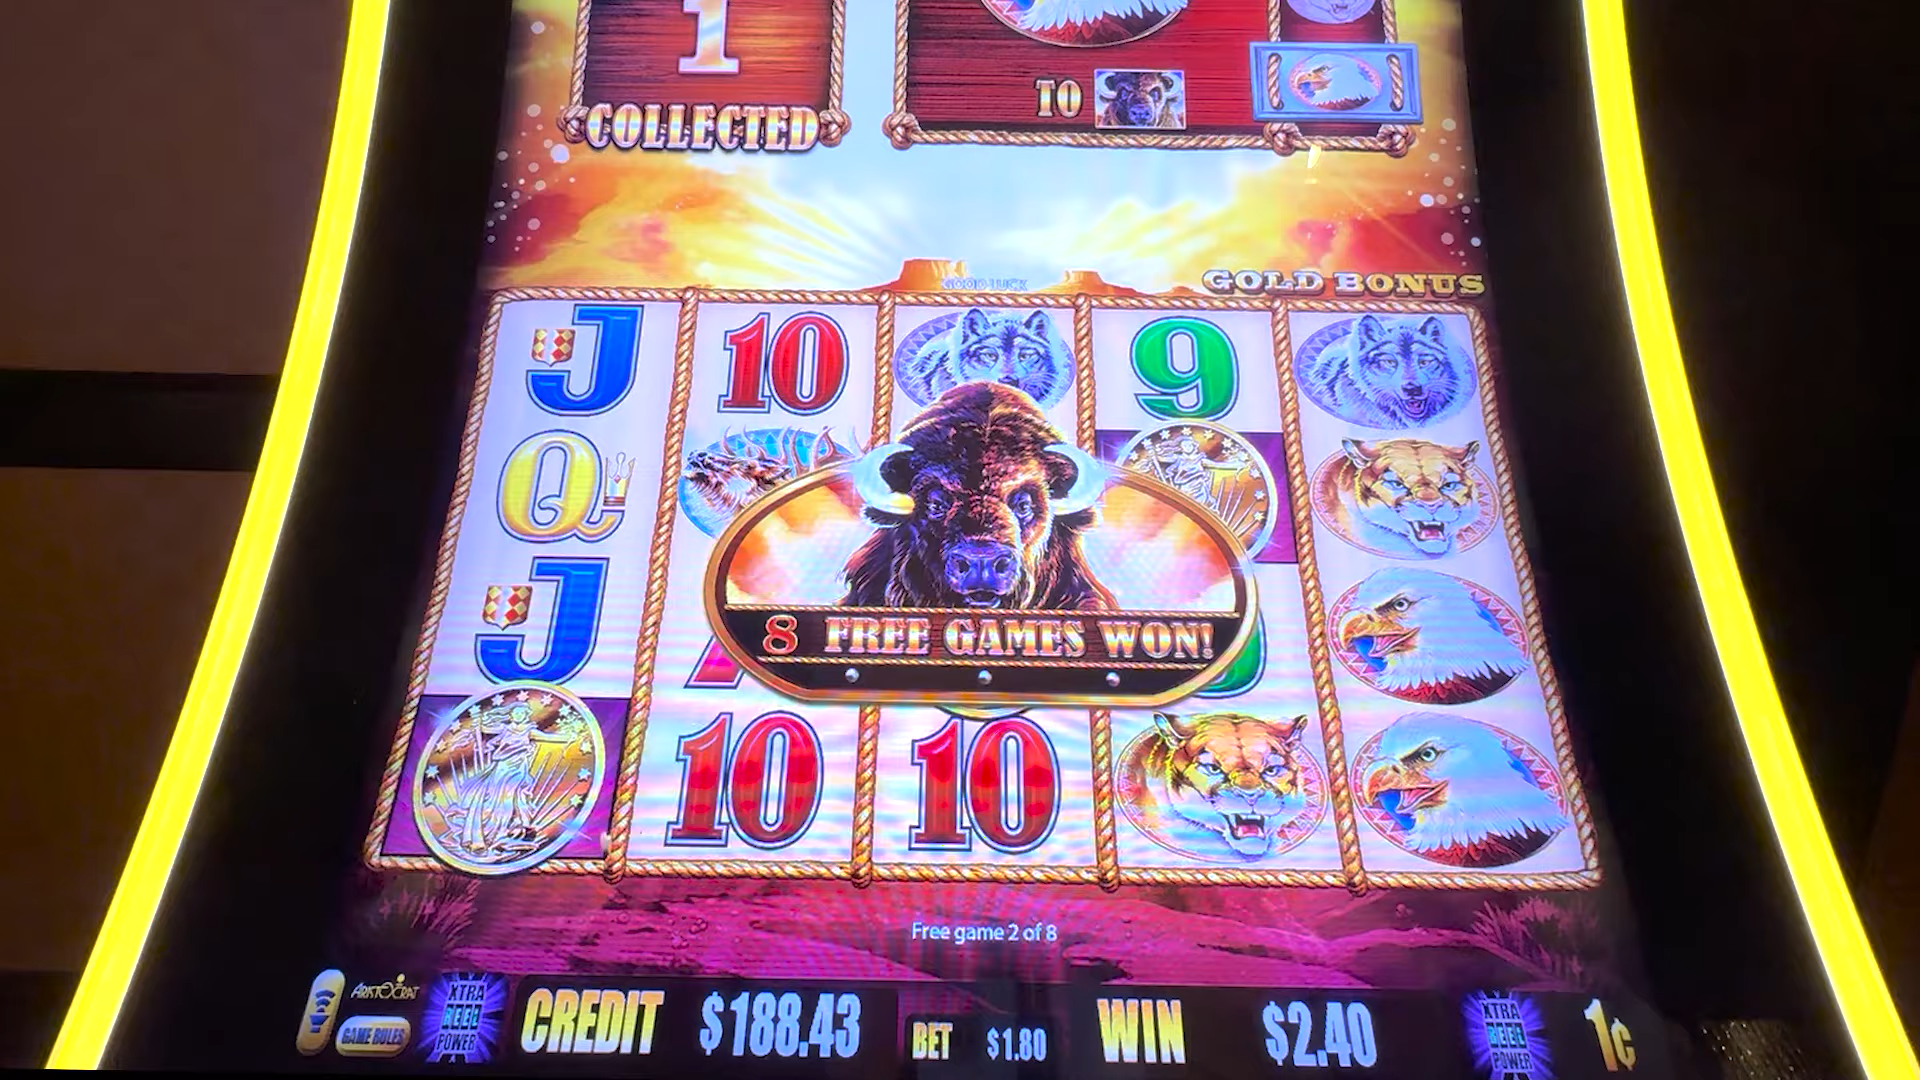 1
COLLECTED
TO
GOOD LUCK
GOLD BONUS
J 10 9
Q
J
8 FREE GAMES WON!
10 10
Free game 2 of 8
ARISTOCRAT
GAME RULES
XTRA REEL POWER
CREDIT $188.43
BET $1.80
WIN $2.40
XTRA REEL POWER
1¢